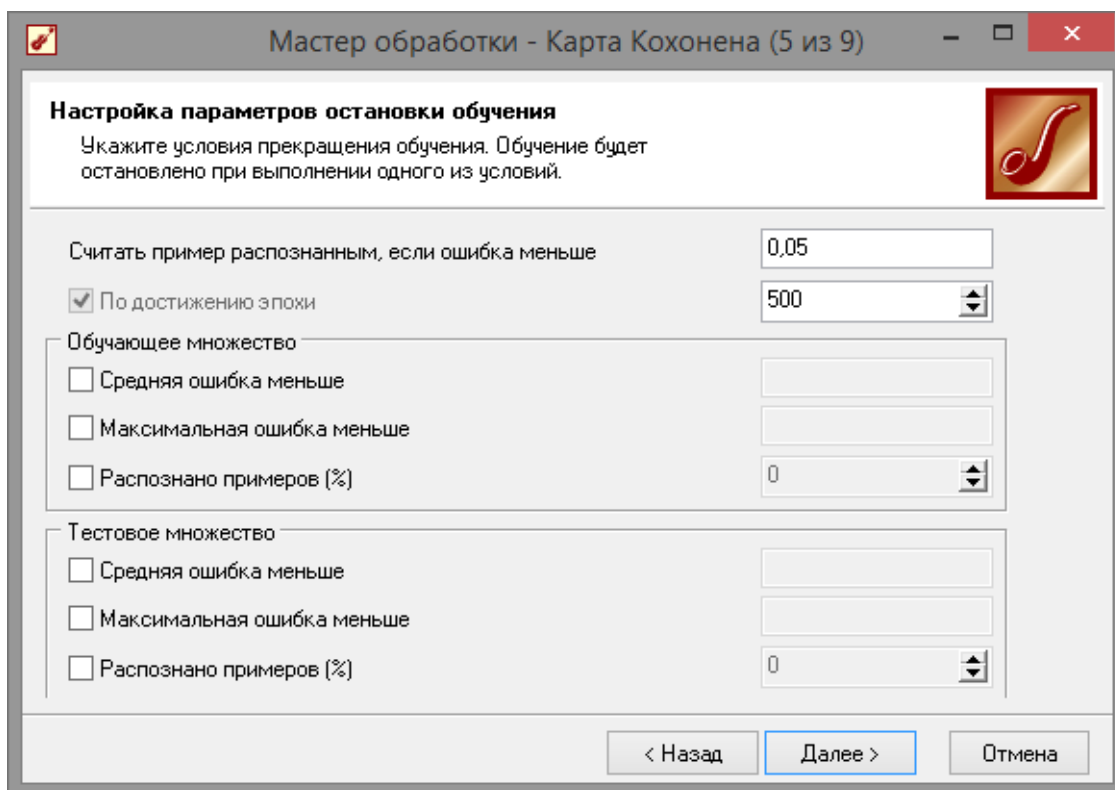 Мастер обработки - Карта Кохонена (5 из 9)
Настройка параметров остановки обучения
Укажите условия прекращения обучения. Обучение будет
остановлено при выполнении одного из условий.
Считать пример распознанным, если ошибка меньше 0,05
По достижению эпохи 500
Обучающее множество
Средняя ошибка меньше
Максимальная ошибка меньше
Распознано примеров (%) 0
Тестовое множество
Средняя ошибка меньше
Максимальная ошибка меньше
Распознано примеров (%) 0
< Назад Далее > Отмена